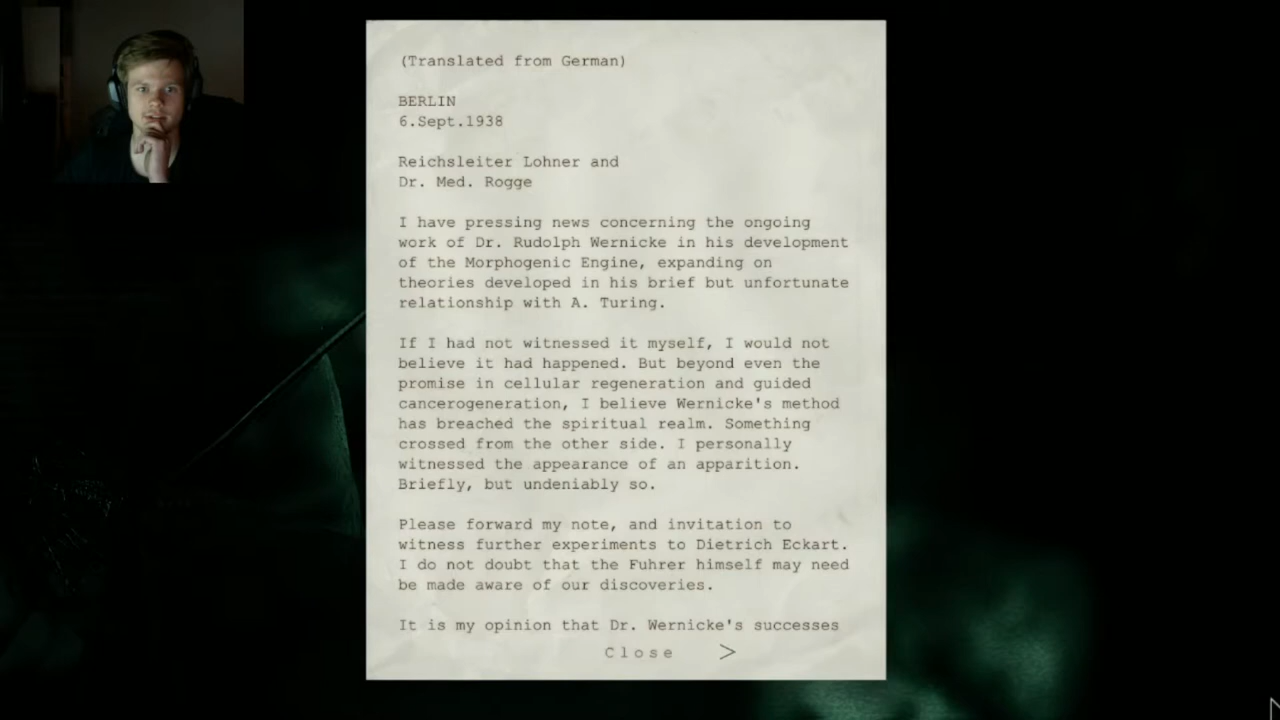 (Translated from German)
BERLIN
6.Sept.1938
Reichsleiter Lohner and
Dr. Med. Rogge
I have pressing news concerning the ongoing
work of Dr. Rudolph Wernicke in his development
of the Morphogenic Engine, expanding on
theories developed in his brief but unfortunate
relationship with A. Turing.
If I had not witnessed it myself, I would not
believe it had happened. But beyond even the
promise in cellular regeneration and guided
cancerogeneration, I believe Wernicke's method
has breached the spiritual realm. Something
crossed from the other side. I personally
witnessed the appearance of an apparition.
Briefly, but undeniably so.
Please forward my note, and invitation to
witness further experiments to Dietrich Eckart.
I do not doubt that the Fuhrer himself may need
be made aware of our discoveries.
It is my opinion that Dr. Wernicke's successes
Close >